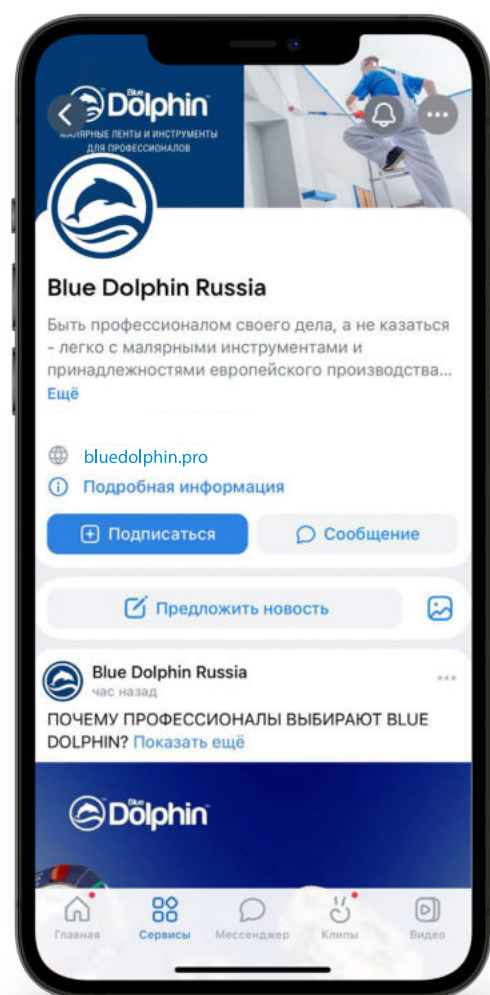 Blue
Dölphin
МАЛЯРНЫЕ ЛЕНТЫ И ИНСТРУМЕНТЫ
ДЛЯ ПРОФЕССИОНАЛОВ
Blue Dolphin Russia
Быть профессионалом своего дела, а не казаться
- легко с малярными инструментами и
принадлежностями европейского производства...
Ещё
bluedolphin.pro
Подробная информация
Подписаться
Сообщение
Предложить новость
Blue Dolphin Russia
час назад
ПОЧЕМУ ПРОФЕССИОНАЛЫ ВЫБИРАЮТ BLUE
DOLPHIN? Показать ещё
Blue
Dölphin
Главная
Сервисы
Мессенджер
Клипы
Видео